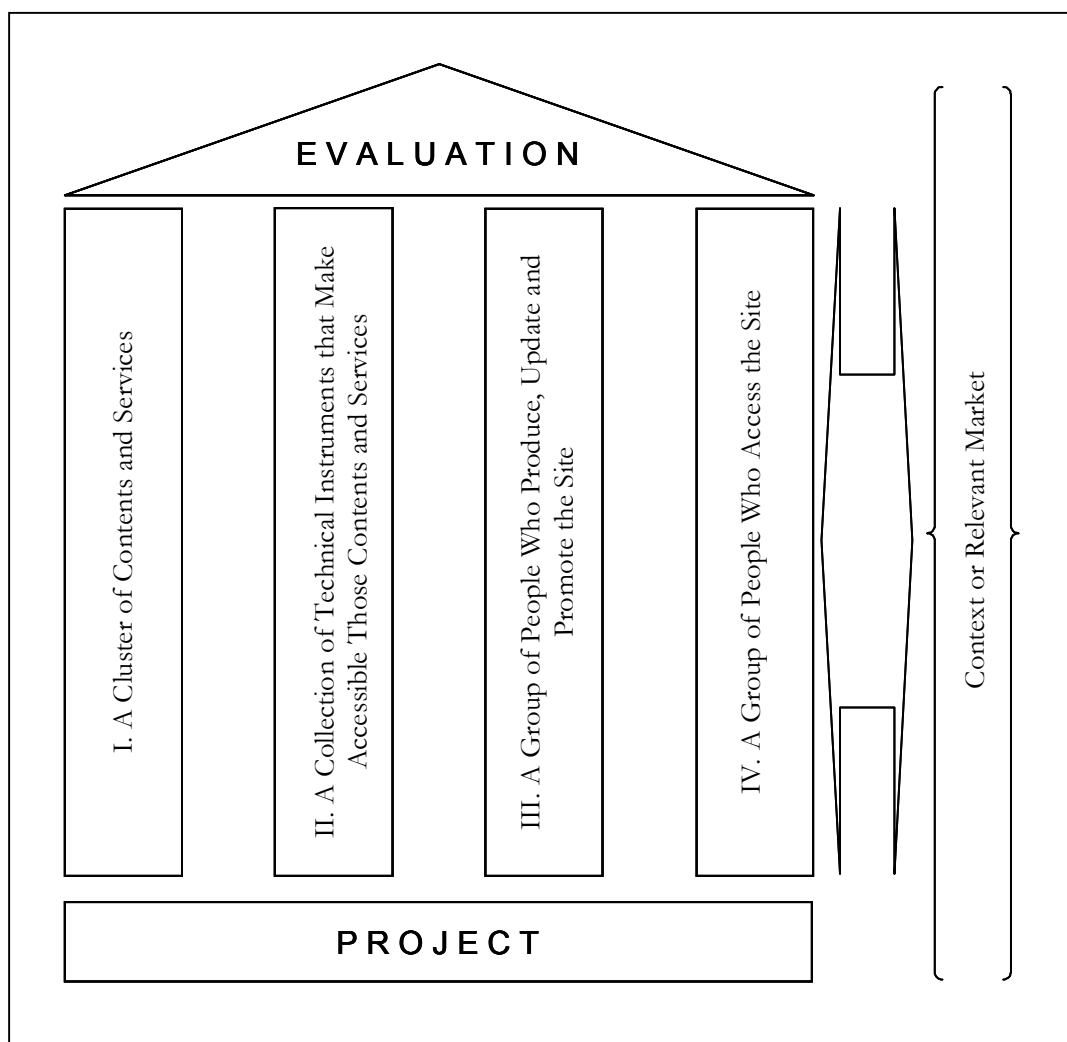 EVALUATION
I. A Cluster of Contents and Services
II. A Collection of Technical Instruments that Make
Accessible Those Contents and Services
III. A Group of People Who Produce, Update and
Promote the Site
IV. A Group of People Who Access the Site
Context or Relevant Market
PROJECT